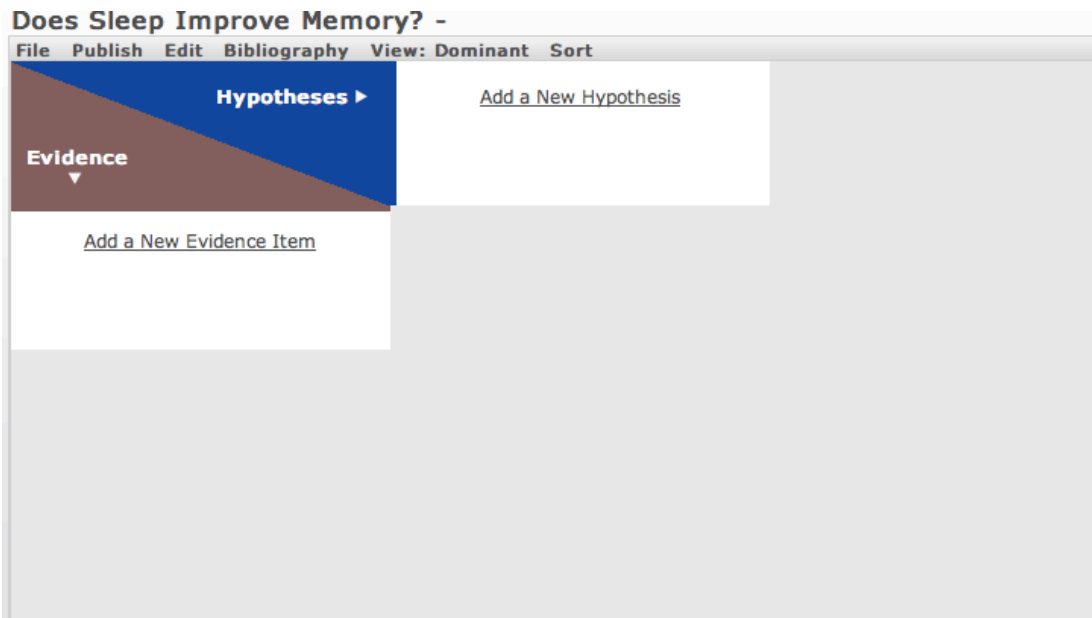 Does Sleep Improve Memory? -
File Publish Edit Bibliography View: Dominant Sort
Hypotheses ▶
Add a New Hypothesis
Evidence
▼
Add a New Evidence Item